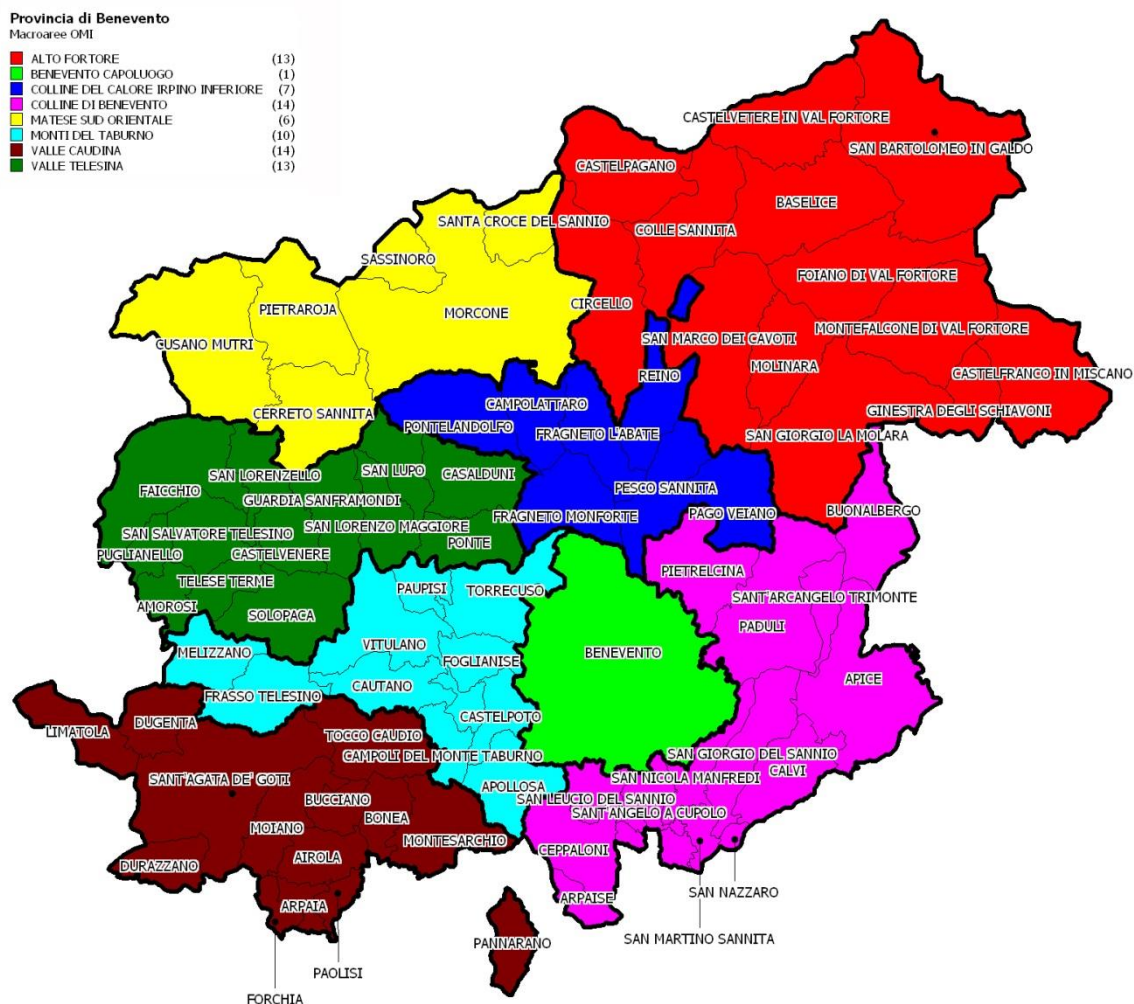 Provincia di Benevento
Macroaree OMI
ALTO FORTORE (13)
BENEVENTO CAPOLUOGO (1)
COLLINE DEL CALORE IRPINO INFERIORE (7)
COLLINE DI BENEVENTO (14)
MATESE SUD ORIENTALE (6)
MONTI DEL TABURNO (10)
VALLE CAUDINA (14)
VALLE TELESINA (13)
CASTELVETERE IN VAL FORTORE
SAN BARTOLOMEO IN GALDO
CASTELPAGANO
BASELICE
SANTA CROCE DEL SANNIO
COLLE SANNITA
SASSINORO
FOIANO DI VAL FORTORE
PIETRAROJA
CIRCELLO
MORCONE
MONTEFALCONE DI VAL FORTORE
SAN MARCO DEI CAVOTI
CUSANO MUTRI
MOLINARA
REINO
CASTELFRANCO IN MISCANO
CERRETO SANNITA
CAMPOLATTARO
GINESTRA DEGLI SCHIAVONI
PONTELANDOLFO
FRAGNETO L'ABATE
SAN GIORGIO LA MOLARA
SAN LUPO
CASALDUNI
SAN LORENZELLO
PESCO SANNITA
FAICCHIO
GUARDIA SANFRAMONDI
BUONALBERGO
PAGO VEIANO
FRAGNETO MONFORTE
SAN LORENZO MAGGIORE
SAN SALVATORE TELESINO
PONTE
PUGLIANELLO
CASTELVENERE
PIETRELCINA
TELESE TERME
PAUPISI
TORRECUSO
SANT'ARCANGELO TRIMONTE
AMOROSI
SOLOPACA
PADULI
VITULANO
MELIZZANO
BENEVENTO
FOGLIANISE
APICE
CAUTANO
FRASSO TELESINO
CASTELPOTO
DUGENTA
LIMATOLA
TOCCO CAUDIO
CAMPOLI DEL MONTE TABURNO
SAN GIORGIO DEL SANNIO
CALVI
SANT'AGATA DE' GOTI
SAN NICOLA MANFREDI
APOLLOSA
SAN LEUCIO DEL SANNIO
BUCCIANO
SANT'ANGELO A CUPOLO
BONEA
MOIANO
MONTESARCHIO
CEPPALONI
AIROLA
DURAZZANO
SAN NAZZARO
ARPAISE
ARPAIA
SAN MARTINO SANNITA
PANNARANO
PAOLISI
FORCHIA